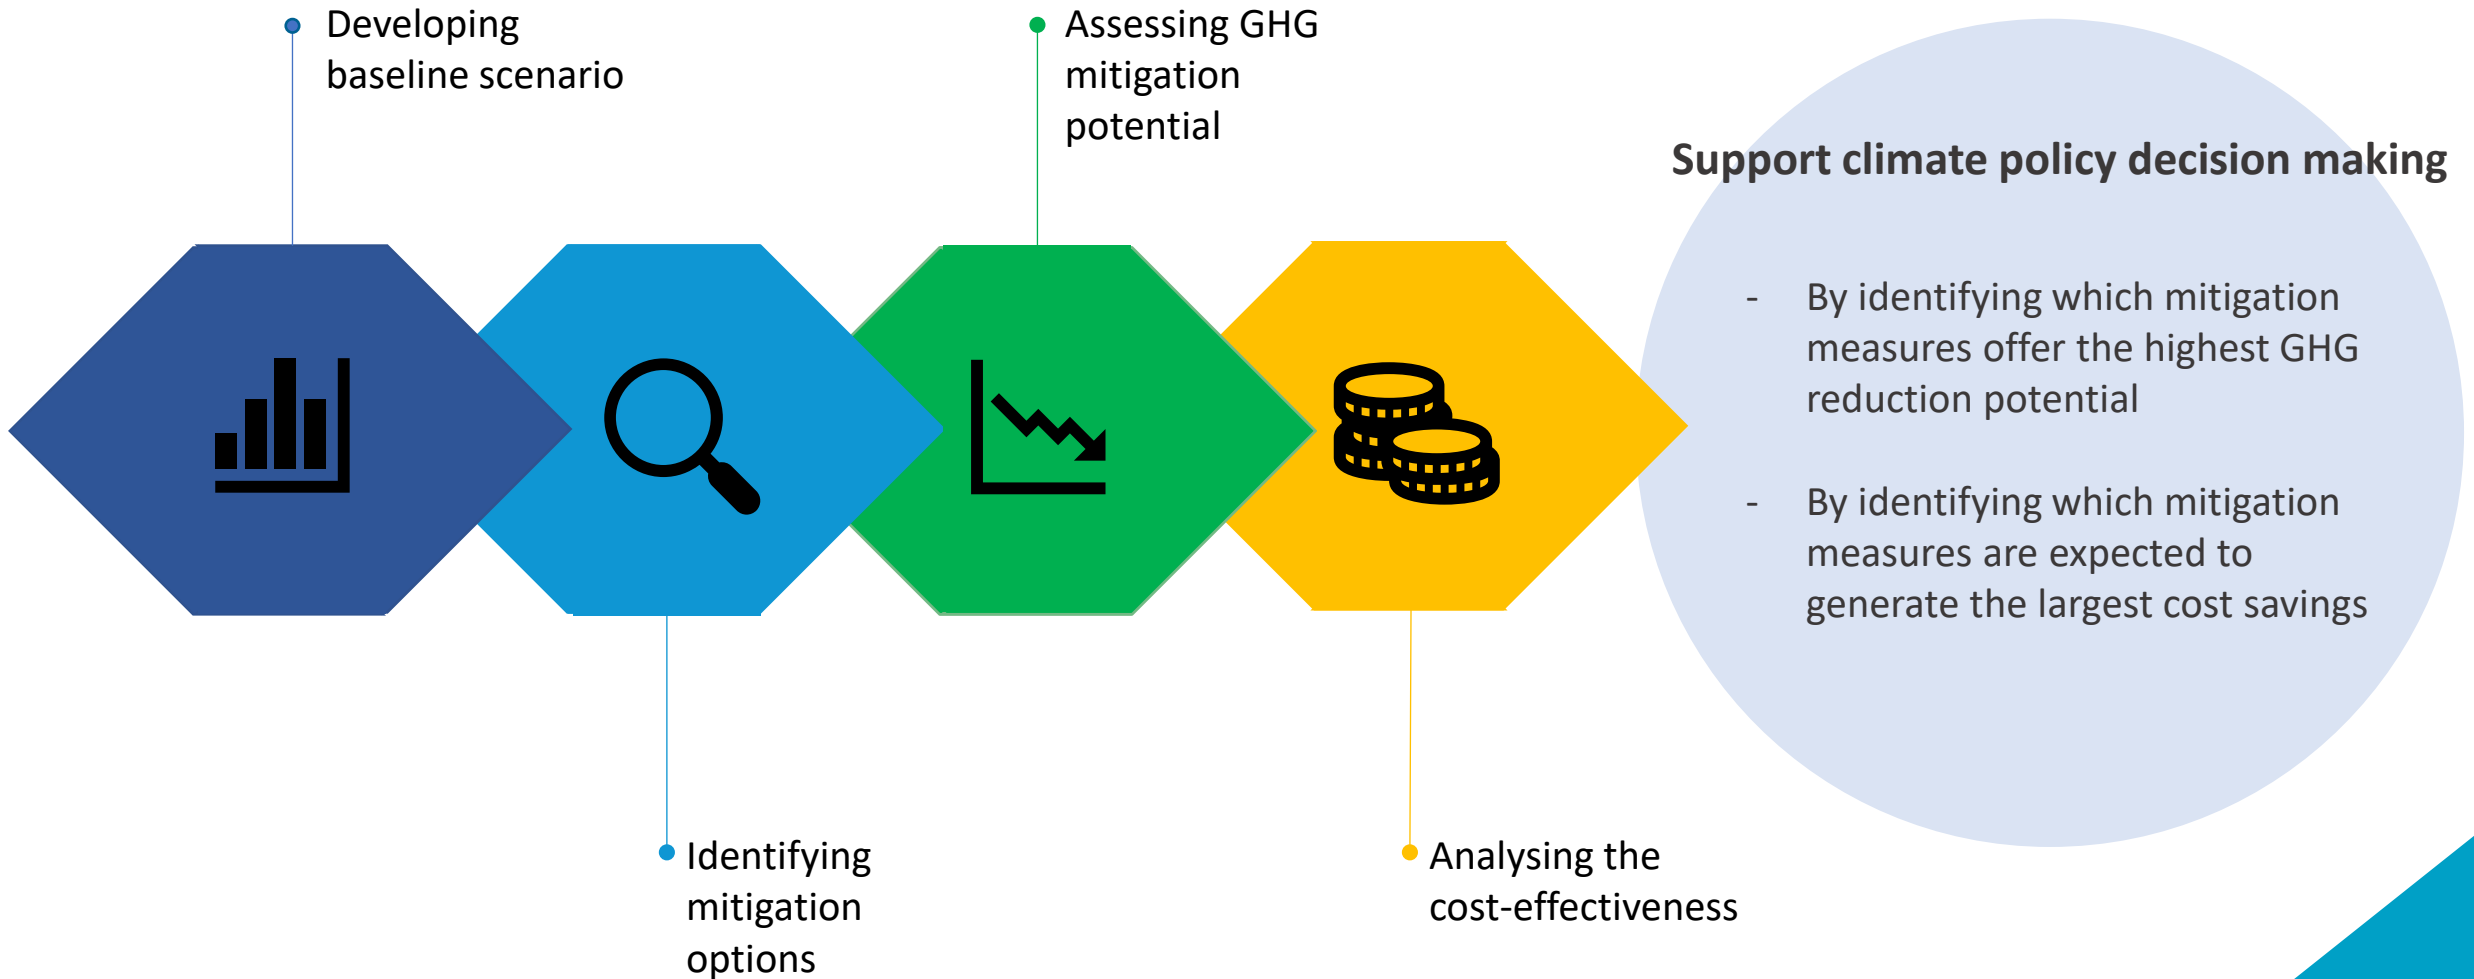 Developing
baseline scenario
Assessing GHG
mitigation
potential
Identifying
mitigation
options
Analysing the
cost-effectiveness
Support climate policy decision making
- By identifying which mitigation
measures offer the highest GHG
reduction potential
- By identifying which mitigation
measures are expected to
generate the largest cost savings